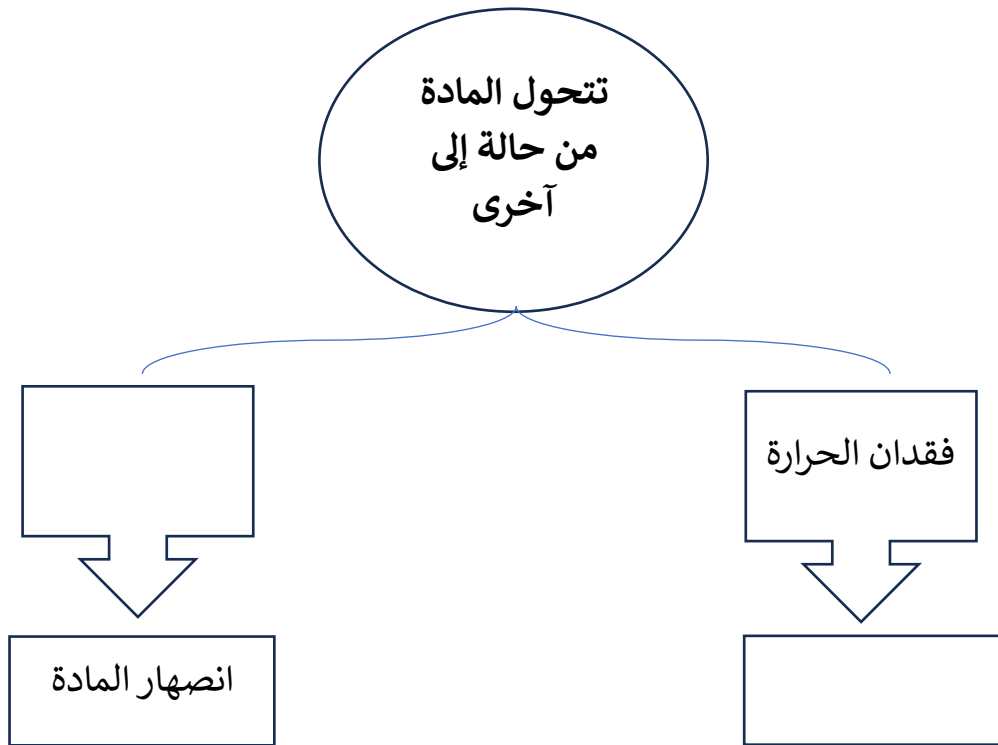 تتحول المادة
من حالة إلى
آخرى
فقدان الحرارة
انصهار المادة